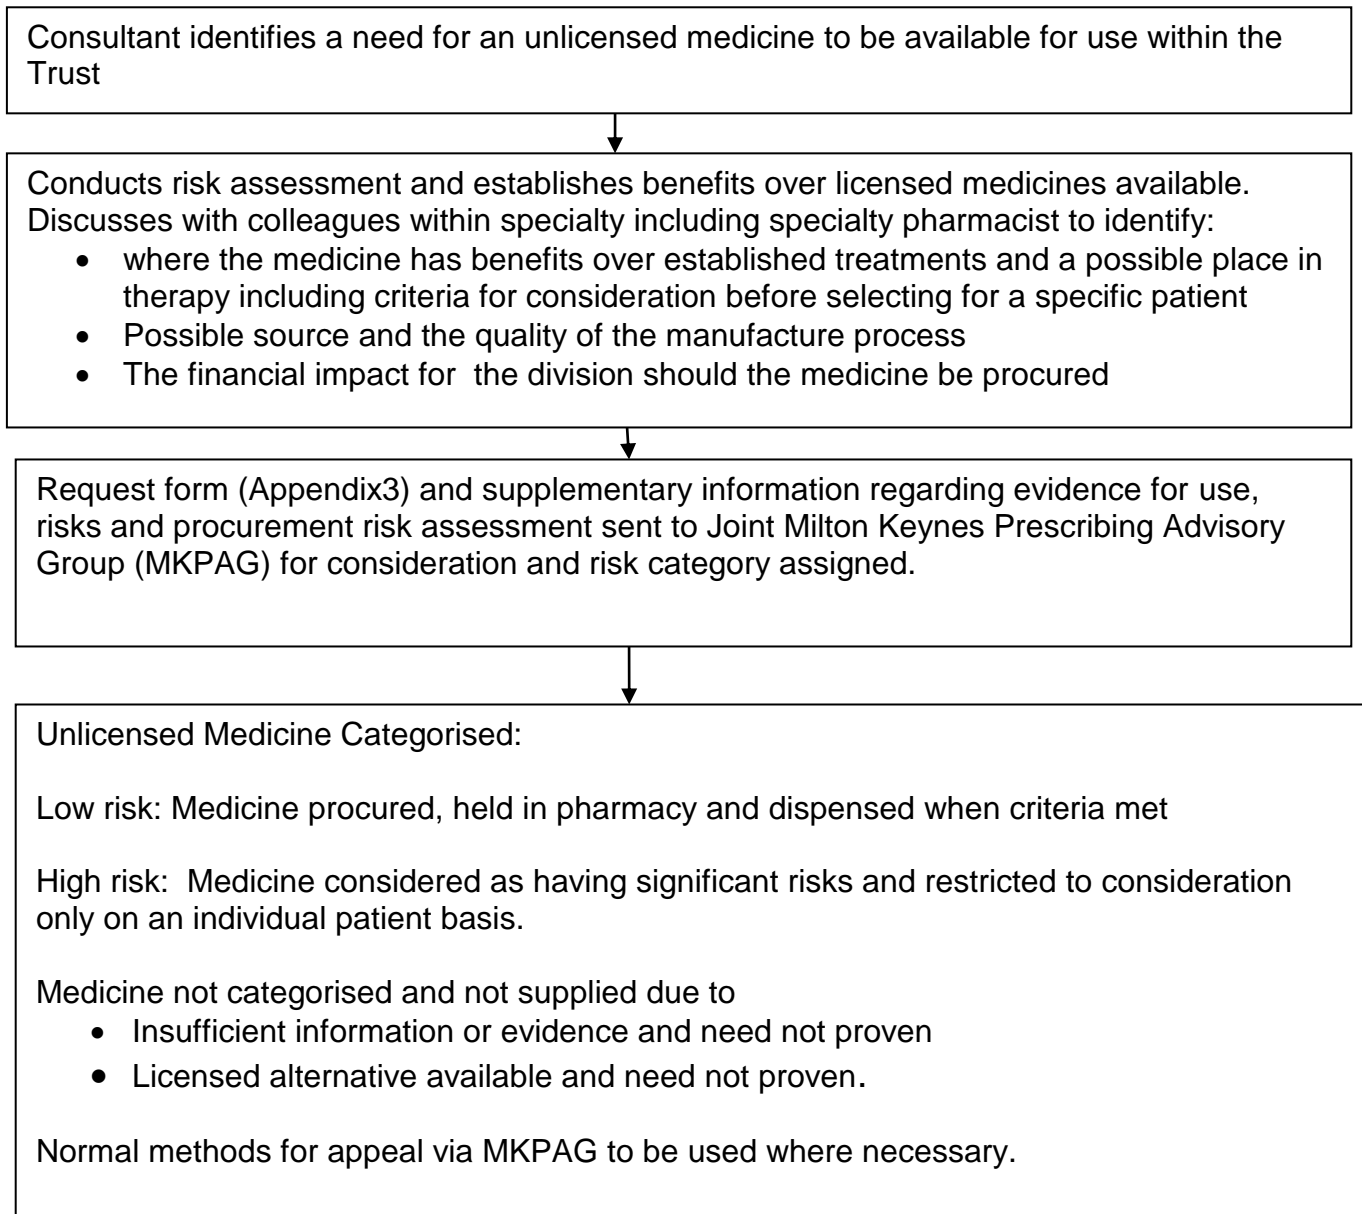 Consultant identifies a need for an unlicensed medicine to be available for use within the
Trust
Conducts risk assessment and establishes benefits over licensed medicines available.
Discusses with colleagues within specialty including specialty pharmacist to identify:
• where the medicine has benefits over established treatments and a possible place in
therapy including criteria for consideration before selecting for a specific patient
• Possible source and the quality of the manufacture process
• The financial impact for the division should the medicine be procured
Request form (Appendix3) and supplementary information regarding evidence for use,
risks and procurement risk assessment sent to Joint Milton Keynes Prescribing Advisory
Group (MKPAG) for consideration and risk category assigned.
Unlicensed Medicine Categorised:
Low risk: Medicine procured, held in pharmacy and dispensed when criteria met
High risk: Medicine considered as having significant risks and restricted to consideration
only on an individual patient basis.
Medicine not categorised and not supplied due to
• Insufficient information or evidence and need not proven
• Licensed alternative available and need not proven.
Normal methods for appeal via MKPAG to be used where necessary.